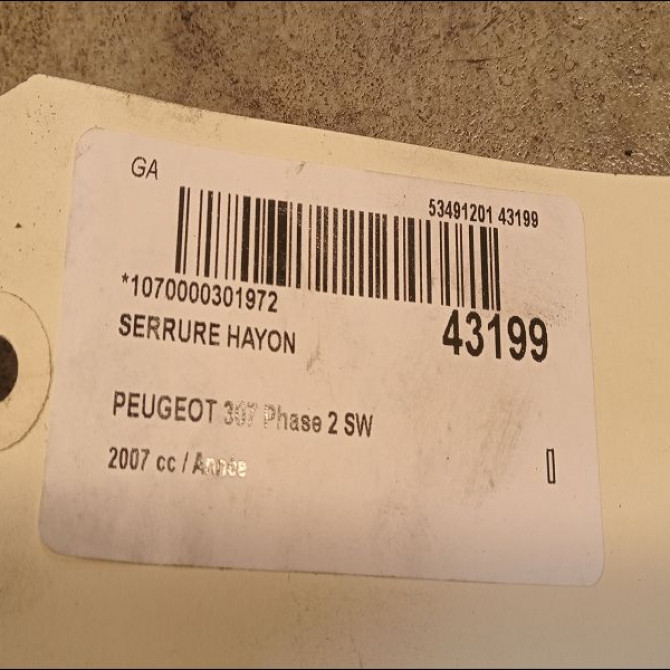 GA
53491201 43199
*1070000301972
SERRURE HAYON
43199
PEUGEOT 307 Phase 2 SW
2007 cc / Année